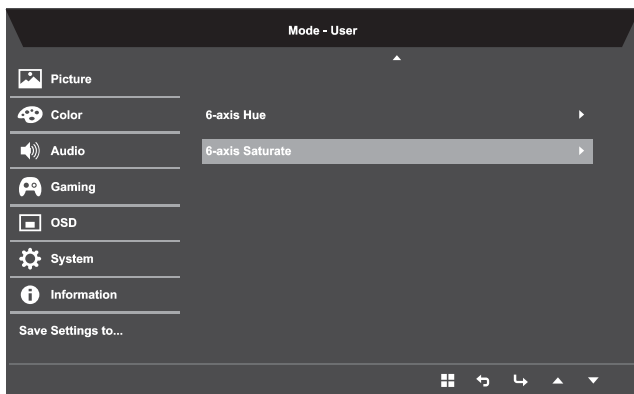 Mode - User
Picture
Color
6-axis Hue
Audio
6-axis Saturate
Gaming
OSD
System
Information
Save Settings to...